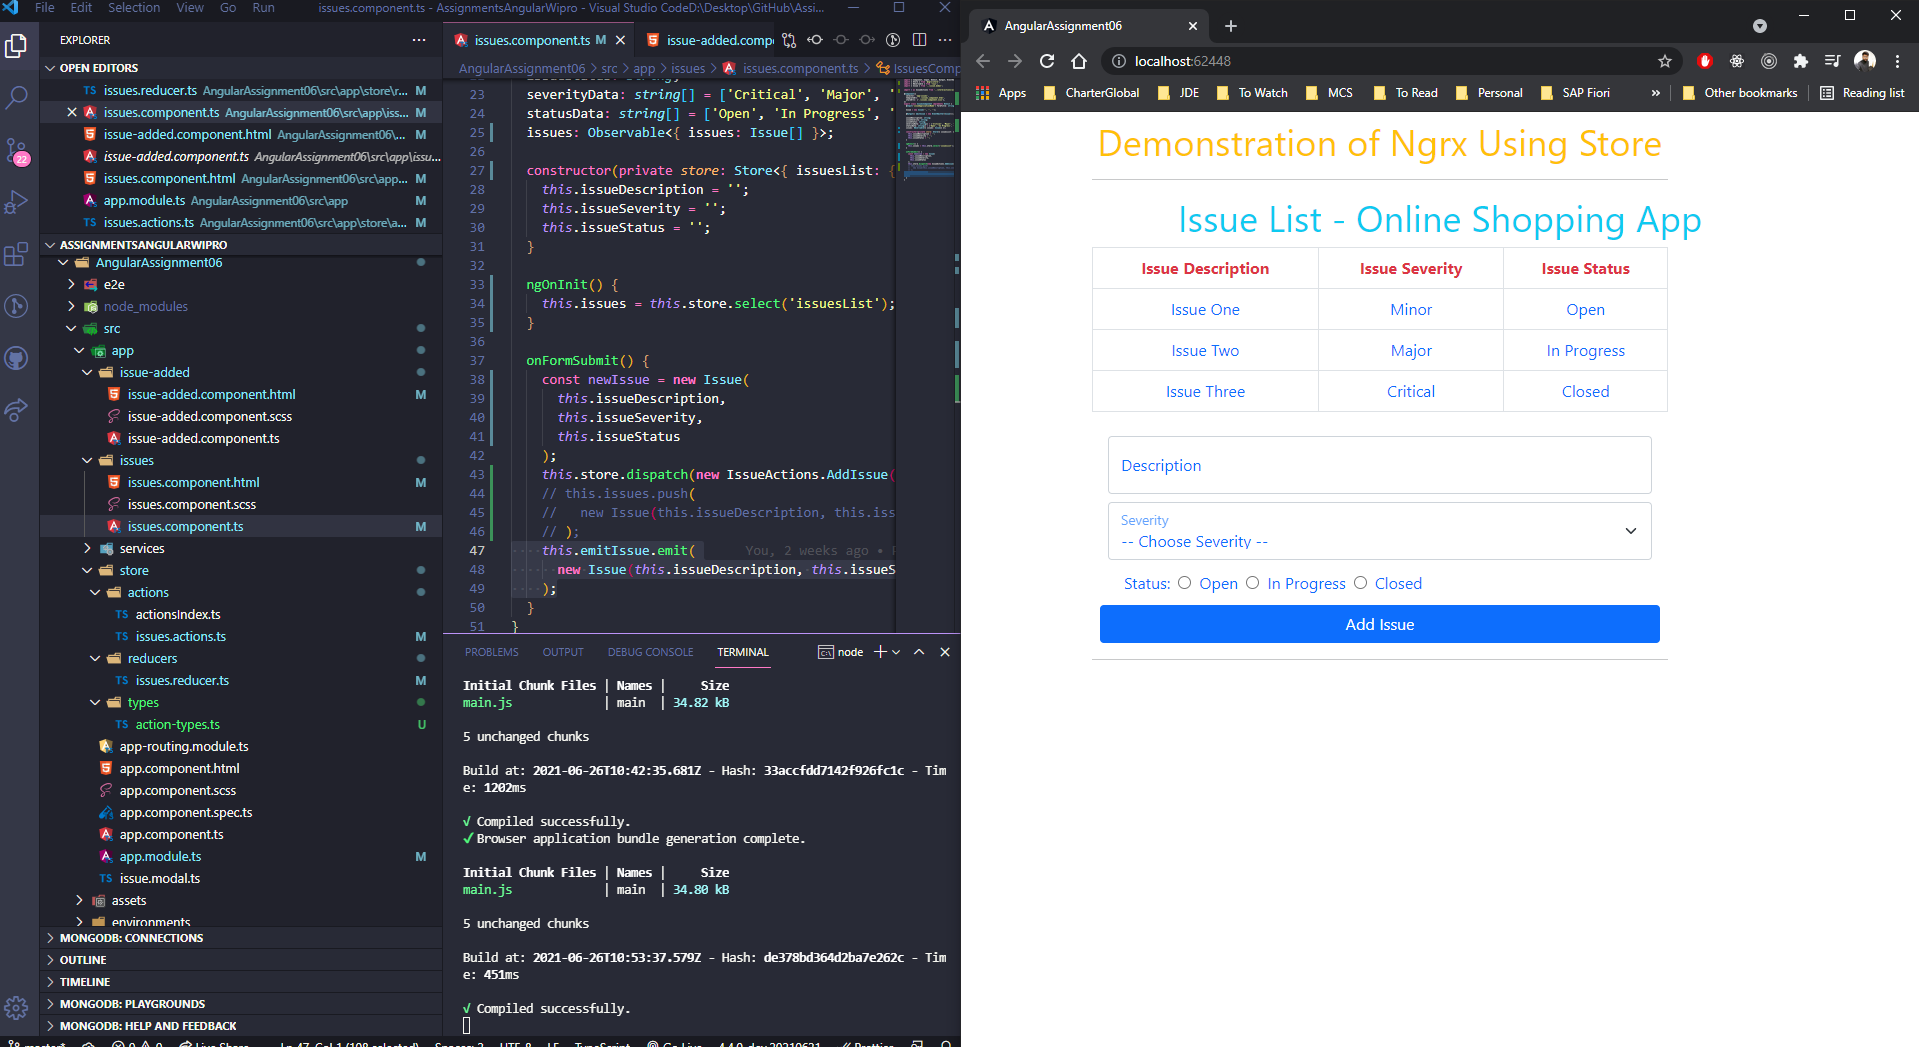 File Edit Selection View Go Run
issues.component.ts - AssignmentsAngularWipro - Visual Studio CodeD:\Desktop\GitHub\Assi...
EXPLORER
OPEN EDITORS
issues.reducer.ts AngularAssignment06\src\app\store\r... M
issues.component.ts AngularAssignment06\src\app\iss... M
issue-added.component.html AngularAssignment06\... M
issue-added.component.ts AngularAssignment06\src\app\issu...
issues.component.html AngularAssignment06\src\app... M
app.module.ts AngularAssignment06\src\app M
issues.actions.ts AngularAssignment06\src\app\store\a... M
ASSIGNMENTSANGULARWIPRO
AngularAssignment06
e2e
node_modules
src
app
issue-added
issue-added.component.html M
issue-added.component.scss
issue-added.component.ts
issues
issues.component.html M
issues.component.scss
issues.component.ts M
services
store
actions
actionsIndex.ts
issues.actions.ts M
reducers
issues.reducer.ts M
types
action-types.ts U
app-routing.module.ts
app.component.html
app.component.scss
app.component.spec.ts
app.component.ts
app.module.ts M
issue.modal.ts
assets
environments
MONGODB: CONNECTIONS
OUTLINE
TIMELINE
MONGODB: PLAYGROUNDS
MONGODB: HELP AND FEEDBACK
22
issues.component.ts M
issue-added.comp
AngularAssignment06 > src > app > issues > issues.component.ts > IssuesComp
23 severityData: string[] = ['Critical', 'Major', '
24 statusData: string[] = ['Open', 'In Progress', '
25 issues: Observable<{ issues: Issue[] }>;
26
27 constructor(private store: Store<{ issuesList: {
28 this.issueDescription = '';
29 this.issueSeverity = '';
30 this.issueStatus = '';
31 }
32
33 ngOnInit() {
34 this.issues = this.store.select('issuesList');
35 }
36
37 onFormSubmit() {
38 const newIssue = new Issue(
39 this.issueDescription,
40 this.issueSeverity,
41 this.issueStatus
42 );
43 this.store.dispatch(new IssueActions.AddIssue(
44 // this.issues.push(
45 //   new Issue(this.issueDescription, this.iss
46 // );
47 this.emitIssue.emit( You, 2 weeks ago •
48 new Issue(this.issueDescription, this.issueS
49 );
50 }
51 }
PROBLEMS OUTPUT DEBUG CONSOLE TERMINAL
node
Initial Chunk Files | Names | Size
main.js | main | 34.82 kB
5 unchanged chunks
Build at: 2021-06-26T10:42:35.681Z - Hash: 33accfdd7142f926fc1c - Tim
e: 1202ms
√ Compiled successfully.
✔ Browser application bundle generation complete.
Initial Chunk Files | Names | Size
main.js | main | 34.80 kB
5 unchanged chunks
Build at: 2021-06-26T10:53:37.579Z - Hash: de378bd364d2ba7e262c - Tim
e: 451ms
√ Compiled successfully.
AngularAssignment06
localhost:62448
Apps CharterGlobal JDE To Watch MCS To Read Personal SAP Fiori » Other bookmarks Reading list
Demonstration of Ngrx Using Store
Issue List - Online Shopping App
Issue Description Issue Severity Issue Status
Issue One Minor Open
Issue Two Major In Progress
Issue Three Critical Closed
Description
Severity
-- Choose Severity --
Status: Open In Progress Closed
Add Issue